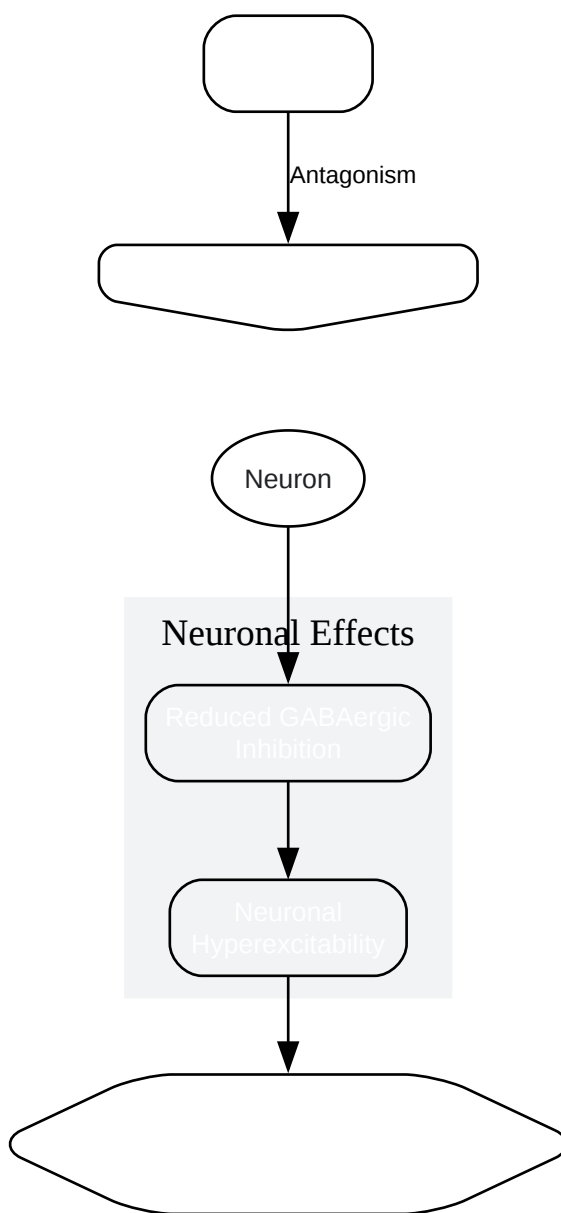 Antagonism
Neuron
Neuronal Effects
Reduced GABAergic
Inhibition
Neuronal
Hyperexcitability